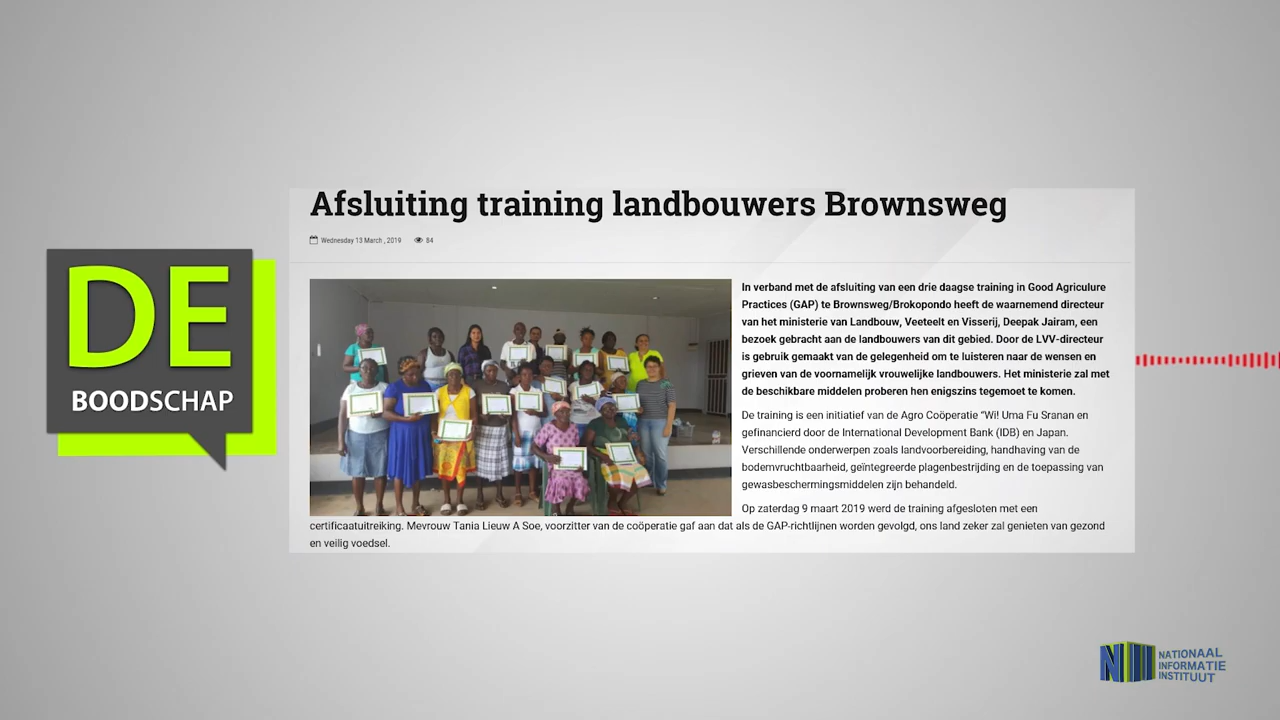 Afsluiting training landbouwers Brownsweg
Wednesday 13 March , 2019 84
DE
BOODSCHAP
In verband met de afsluiting van een drie daagse training in Good Agriculure
Practices (GAP) te Brownsweg/Brokopondo heeft de waarnemend directeur
van het ministerie van Landbouw, Veeteelt en Visserij, Deepak Jairam, een
bezoek gebracht aan de landbouwers van dit gebied. Door de LVV-directeur
is gebruik gemaakt van de gelegenheid om te luisteren naar de wensen en
grieven van de voornamelijk vrouwelijke landbouwers. Het ministerie zal met
de beschikbare middelen proberen hen enigszins tegemoet te komen.
De training is een initiatief van de Agro Coöperatie “Wi! Uma Fu Sranan en
gefinancierd door de International Development Bank (IDB) en Japan.
Verschillende onderwerpen zoals landvoorbereiding, handhaving van de
bodemvruchtbaarheid, geïntegreerde plagenbestrijding en de toepassing van
gewasbeschermingsmiddelen zijn behandeld.
Op zaterdag 9 maart 2019 werd de training afgesloten met een
certificaatuitreiking. Mevrouw Tania Lieuw A Soe, voorzitter van de coöperatie gaf aan dat als de GAP-richtlijnen worden gevolgd, ons land zeker zal genieten van gezond
en veilig voedsel.
NII NATIONAAL
INFORMATIE
INSTITUUT